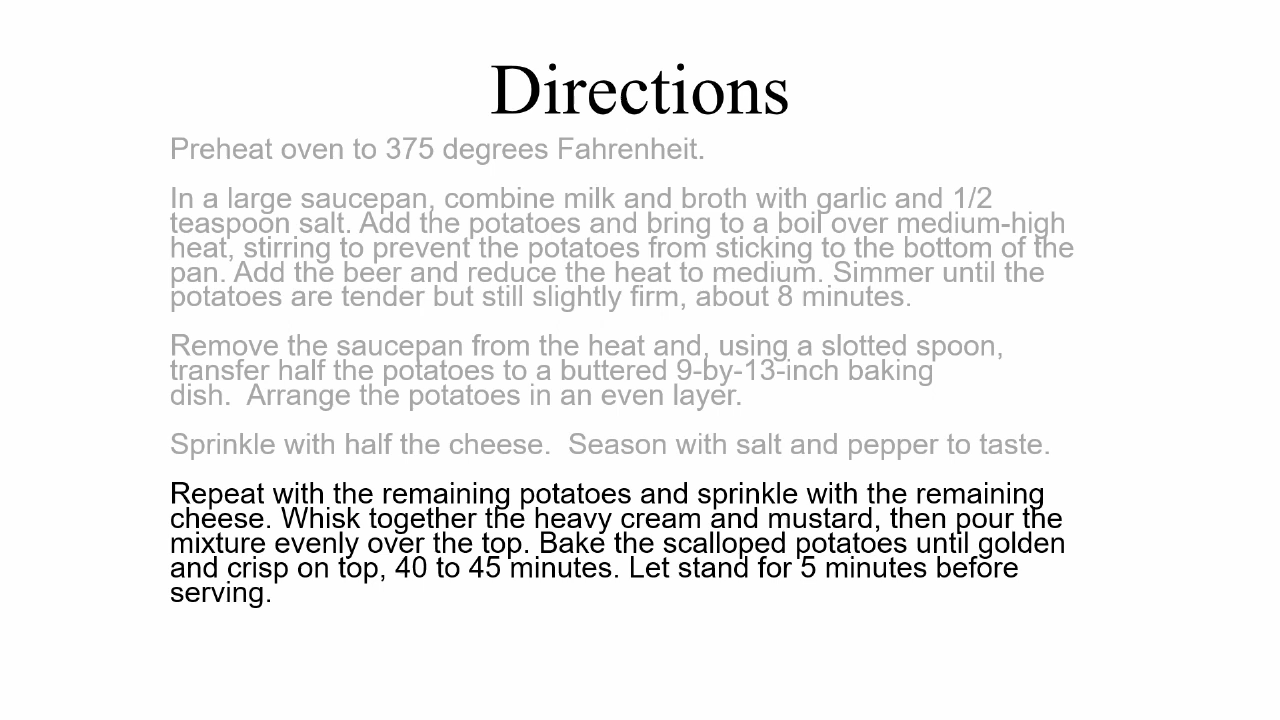 Directions
Preheat oven to 375 degrees Fahrenheit.
In a large saucepan, combine milk and broth with garlic and 1/2
teaspoon salt. Add the potatoes and bring to a boil over medium-high
heat, stirring to prevent the potatoes from sticking to the bottom of the
pan. Add the beer and reduce the heat to medium. Simmer until the
potatoes are tender but still slightly firm, about 8 minutes.
Remove the saucepan from the heat and, using a slotted spoon,
transfer half the potatoes to a buttered 9-by-13-inch baking
dish.  Arrange the potatoes in an even layer.
Sprinkle with half the cheese.  Season with salt and pepper to taste.
Repeat with the remaining potatoes and sprinkle with the remaining
cheese. Whisk together the heavy cream and mustard, then pour the
mixture evenly over the top. Bake the scalloped potatoes until golden
and crisp on top, 40 to 45 minutes. Let stand for 5 minutes before
serving.